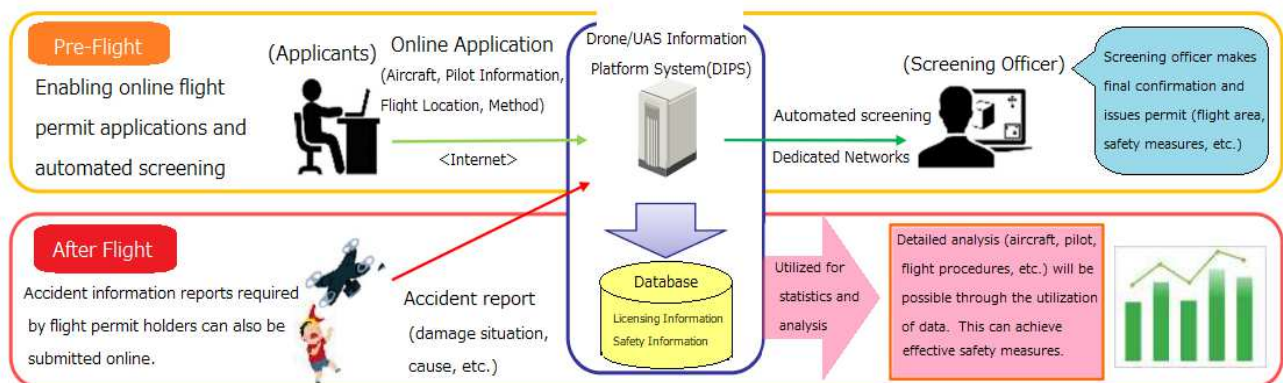 Pre-Flight
Enabling online flight
permit applications and
automated screening
(Applicants)
Online Application
(Aircraft, Pilot Information,
Flight Location, Method)
<Internet>
Drone/UAS Information
Platform System(DIPS)
Automated screening
Dedicated Networks
(Screening Officer)
Screening officer makes
final confirmation and
issues permit (flight area,
safety measures, etc.)
After Flight
Accident information reports required
by flight permit holders can also be
submitted online.
Accident report
(damage situation,
cause, etc.)
Database
Licensing Information
Safety Information
Utilized for
statistics and
analysis
Detailed analysis (aircraft, pilot,
flight procedures, etc.) will be
possible through the utilization
of data. This can achieve
effective safety measures.